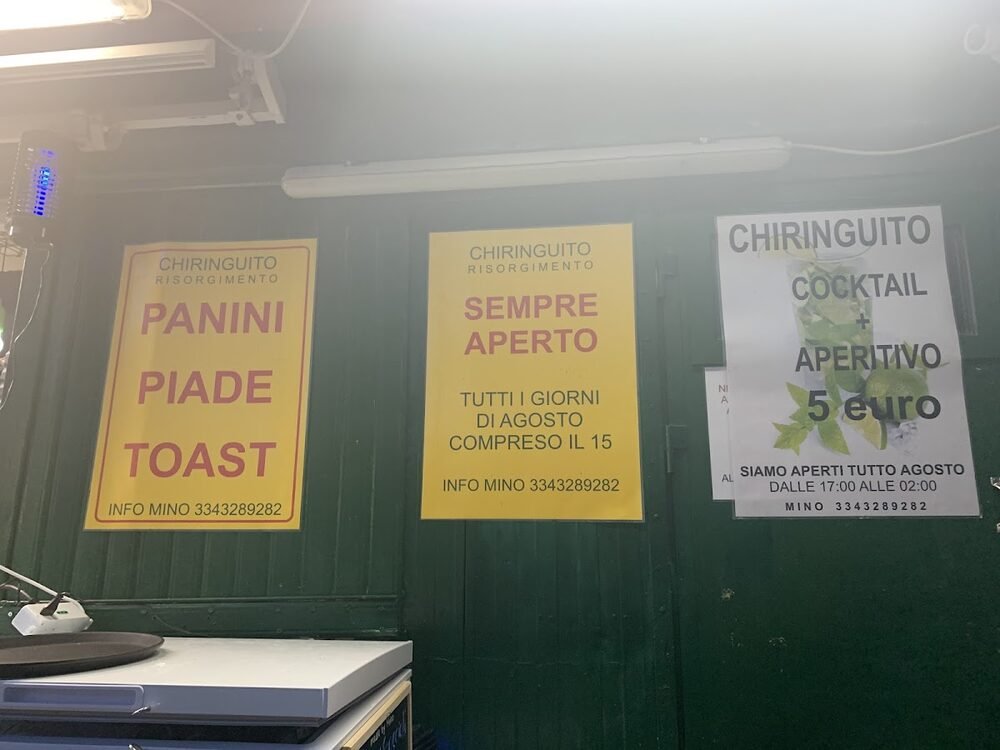 CHIRINGUITO
RISORGIMENTO
PANINI
PIADE
TOAST
INFO MINO 3343289282
CHIRINGUITO
RISORGIMENTO
SEMPRE
APERTO
TUTTI I GIORNI
DI AGOSTO
COMPRESO IL 15
INFO MINO 3343289282
CHIRINGUITO
COCKTAIL
+
APERITIVO
5 euro
SIAMO APERTI TUTTO AGOSTO
DALLE 17:00 ALLE 02:00
MINO 3343289282